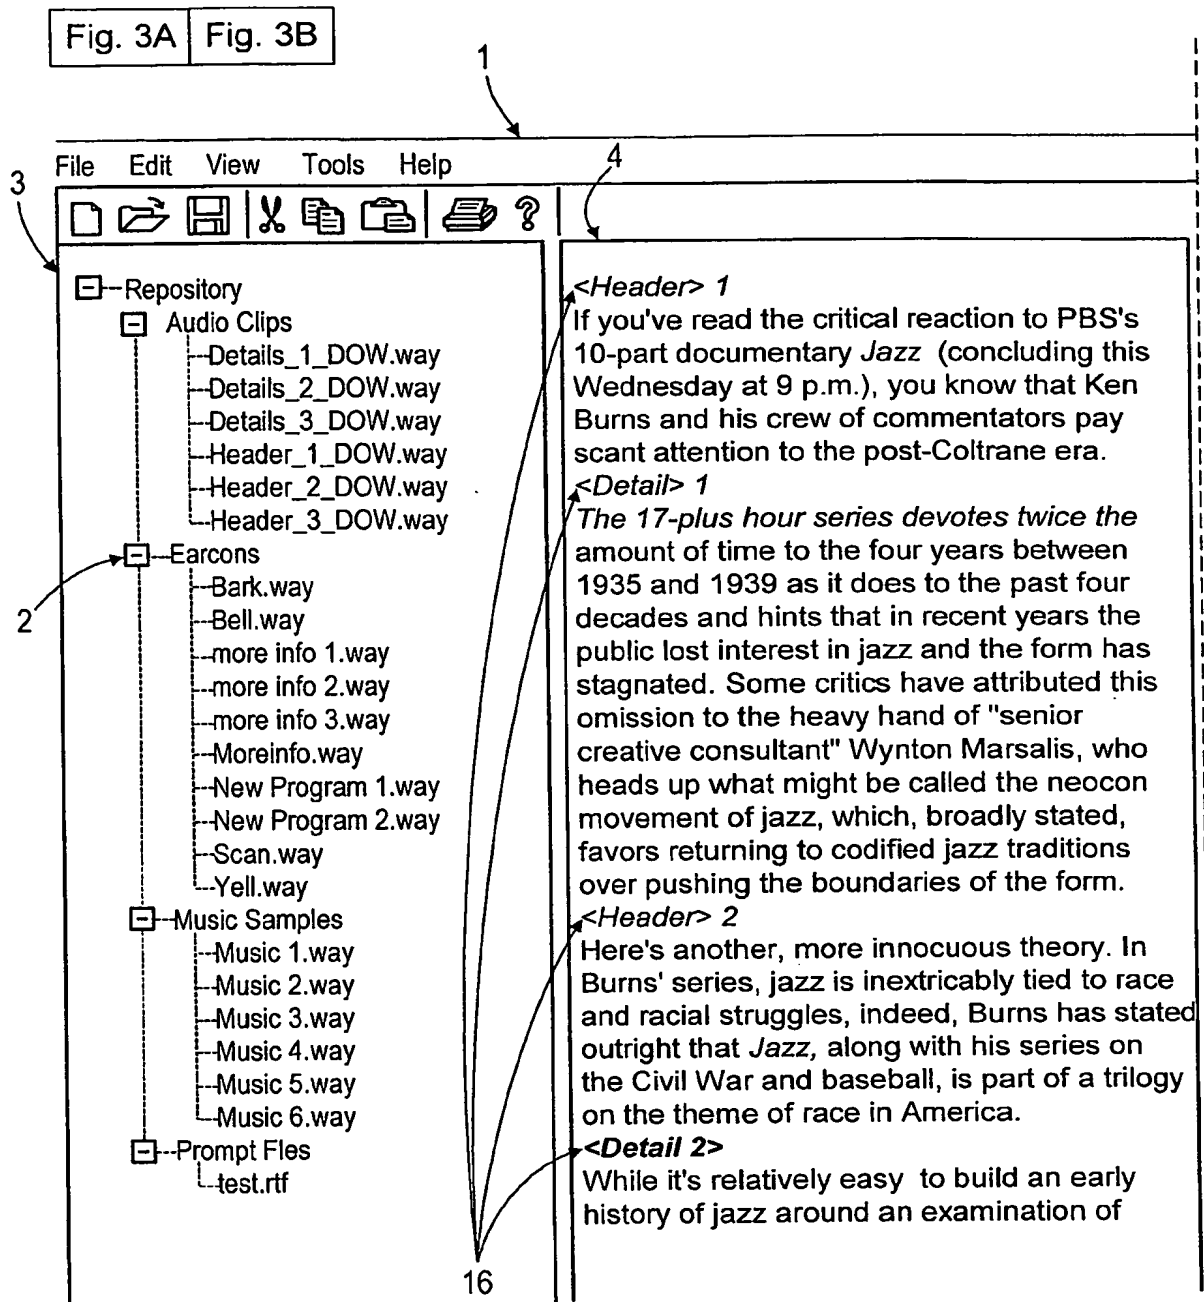 Fig. 3A Fig. 3B
1
File Edit View Tools Help
4
3
Repository
Audio Clips
Details_1_DOW.way
Details_2_DOW.way
Details_3_DOW.way
Header_1_DOW.way
Header_2_DOW.way
Header_3_DOW.way
Earcons
2
Bark.way
Bell.way
more info 1.way
more info 2.way
more info 3.way
Moreinfo.way
New Program 1.way
New Program 2.way
Scan.way
Yell.way
Music Samples
Music 1.way
Music 2.way
Music 3.way
Music 4.way
Music 5.way
Music 6.way
Prompt Fles
test.rtf
<Header> 1
If you've read the critical reaction to PBS's
10-part documentary Jazz (concluding this
Wednesday at 9 p.m.), you know that Ken
Burns and his crew of commentators pay
scant attention to the post-Coltrane era.
<Detail> 1
The 17-plus hour series devotes twice the
amount of time to the four years between
1935 and 1939 as it does to the past four
decades and hints that in recent years the
public lost interest in jazz and the form has
stagnated. Some critics have attributed this
omission to the heavy hand of "senior
creative consultant" Wynton Marsalis, who
heads up what might be called the neocon
movement of jazz, which, broadly stated,
favors returning to codified jazz traditions
over pushing the boundaries of the form.
<Header> 2
Here's another, more innocuous theory. In
Burns' series, jazz is inextricably tied to race
and racial struggles, indeed, Burns has stated
outright that Jazz, along with his series on
the Civil War and baseball, is part of a trilogy
on the theme of race in America.
<Detail 2>
While it's relatively easy to build an early
history of jazz around an examination of
16